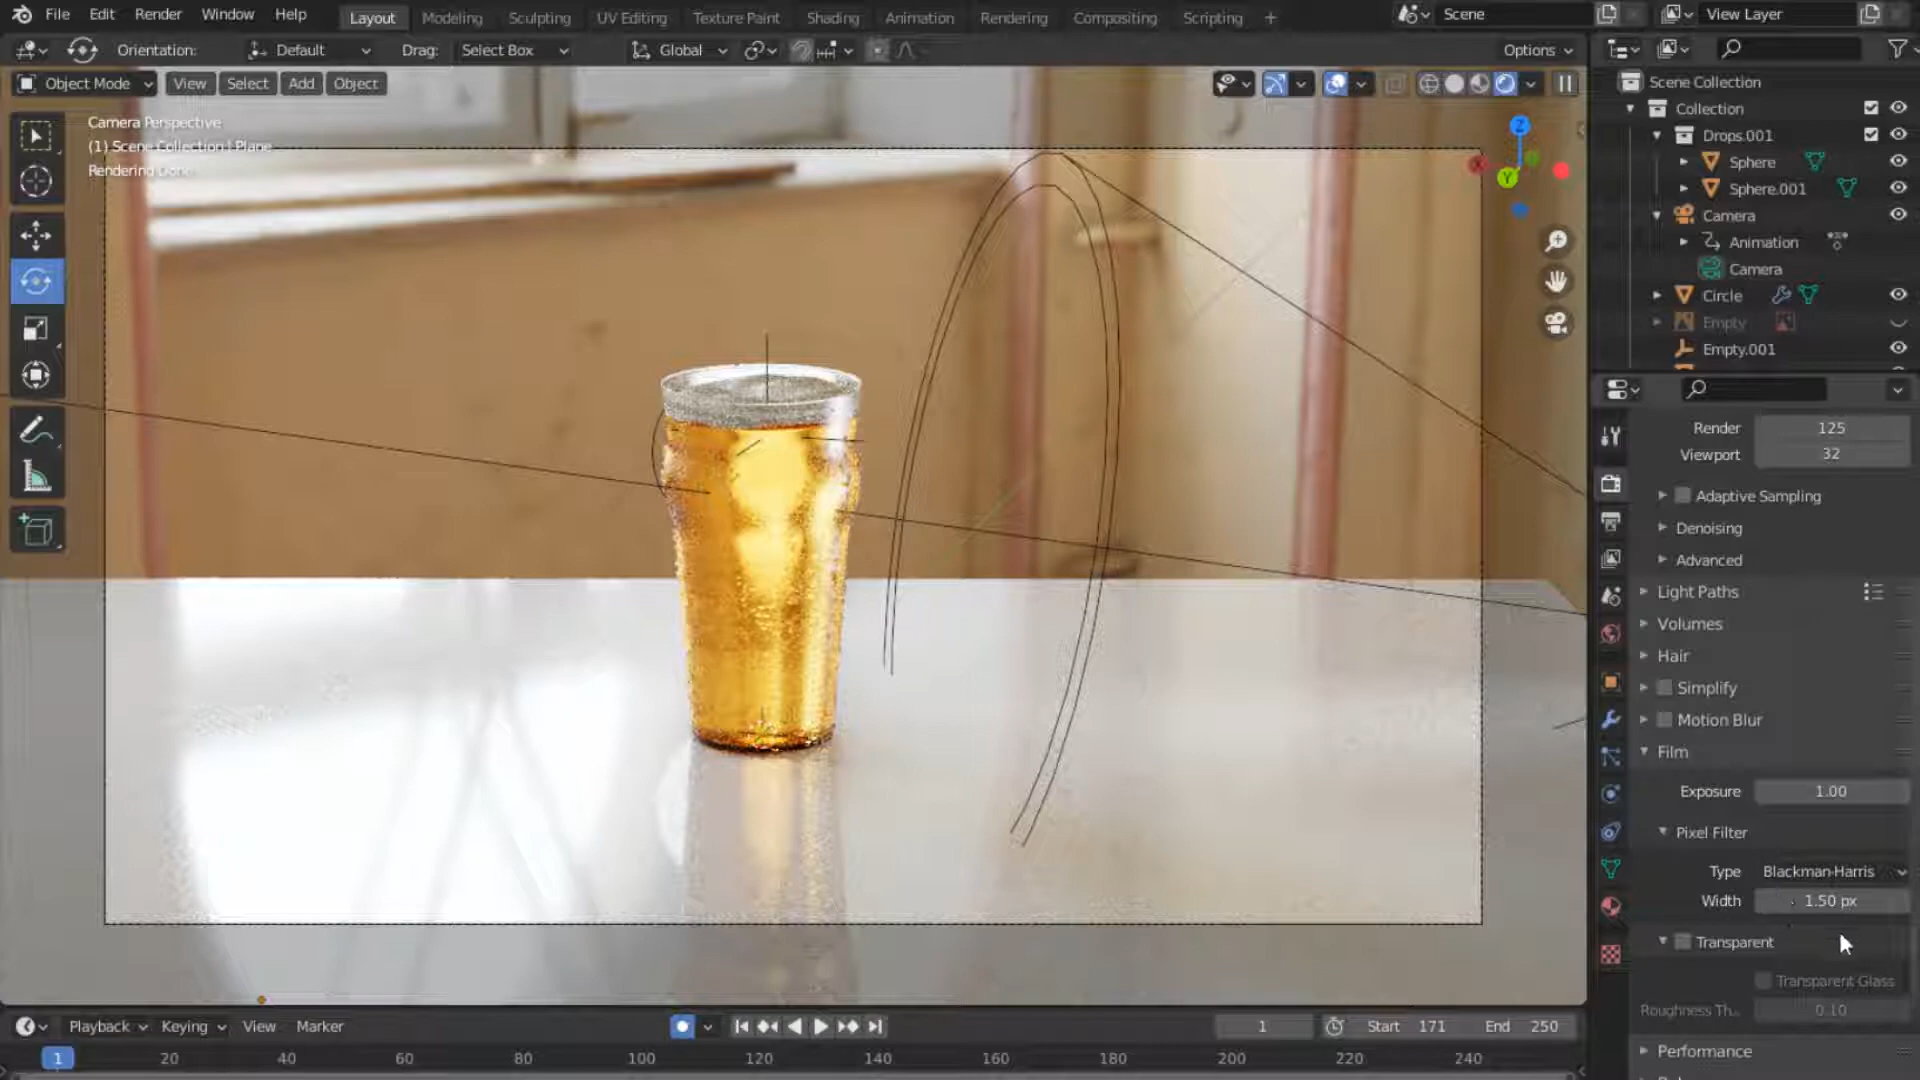 File Edit Render Window Help Layout Modeling Sculpting UV Editing Texture Paint Shading Animation Rendering Compositing Scripting + Scene View Layer
Orientation: Default Drag: Select Box Global Options
Object Mode View Select Add Object
Camera Perspective
(1) Scene Collection | Plane
Rendering Done
Z
Y
Scene Collection
Collection
Drops.001
Sphere
Sphere.001
Camera
Animation
Camera
Circle
Empty
Empty.001
Render 125
Viewport 32
Adaptive Sampling
Denoising
Advanced
Light Paths
Volumes
Hair
Simplify
Motion Blur
Film
Exposure 1.00
Pixel Filter
Type Blackman-Harris
Width 1.50 px
Transparent
Transparent Glass
Roughness Th.. 0.10
Performance
Playback Keying View Marker 1 Start 171 End 250
1 20 40 60 80 100 120 140 160 180 200 220 240